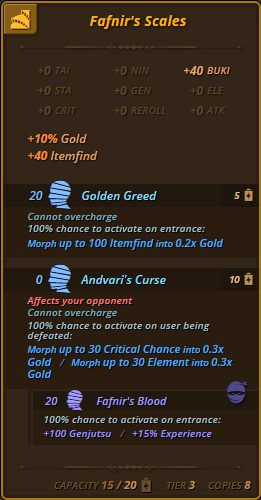 Fafnir's Scales
+0 TAI +0 NIN +40 BUKI
+0 STA +0 GEN +0 ELE
+0 CRIT +0 REROLL +0 ATK
+10% Gold
+40 Itemfind
20 Golden Greed 5
Cannot overcharge
100% chance to activate on entrance:
Morph up to 100 Itemfind into 0.2x Gold
0 Andvari's Curse 10
Affects your opponent
Cannot overcharge
100% chance to activate on user being
defeated:
Morph up to 30 Critical Chance into 0.3x
Gold / Morph up to 30 Element into 0.3x
Gold
20 Fafnir's Blood
100% chance to activate on entrance:
+100 Genjutsu / +15% Experience
CAPACITY 15 / 20 TIER 3 COPIES 8